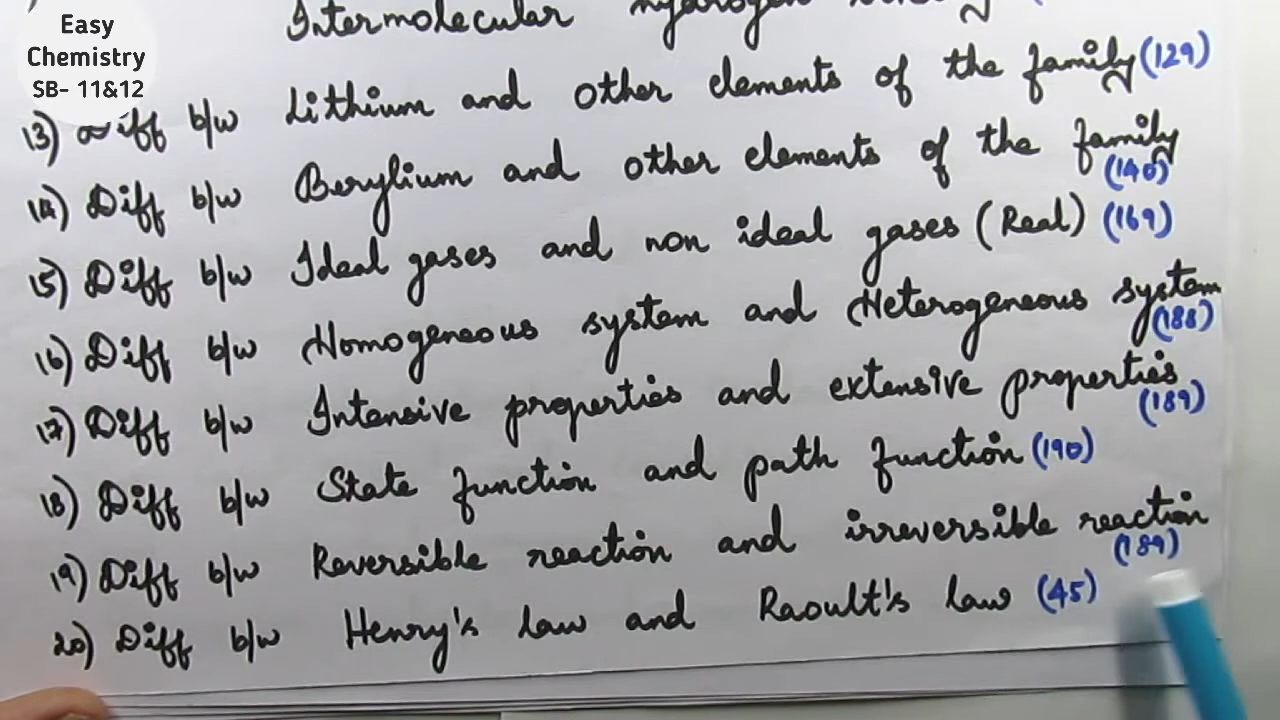 Easy
Chemistry
SB- 11&12
Intermolecular hydrogen
13) Diff b/w Lithium and other elements of the family (129)
14) Diff b/w Berylium and other elements of the family
(140)
15) Diff b/w Ideal gases and non ideal gases (Real) (169)
16) Diff b/w Homogeneous system and Heterogeneous system
(188)
17) Diff b/w Intensive properties and extensive properties
(189)
18) Diff b/w State function and path function (190)
19) Diff b/w Reversible reaction and irreversible reaction
(189)
20) Diff b/w Henry's law and Raoult's law (45)